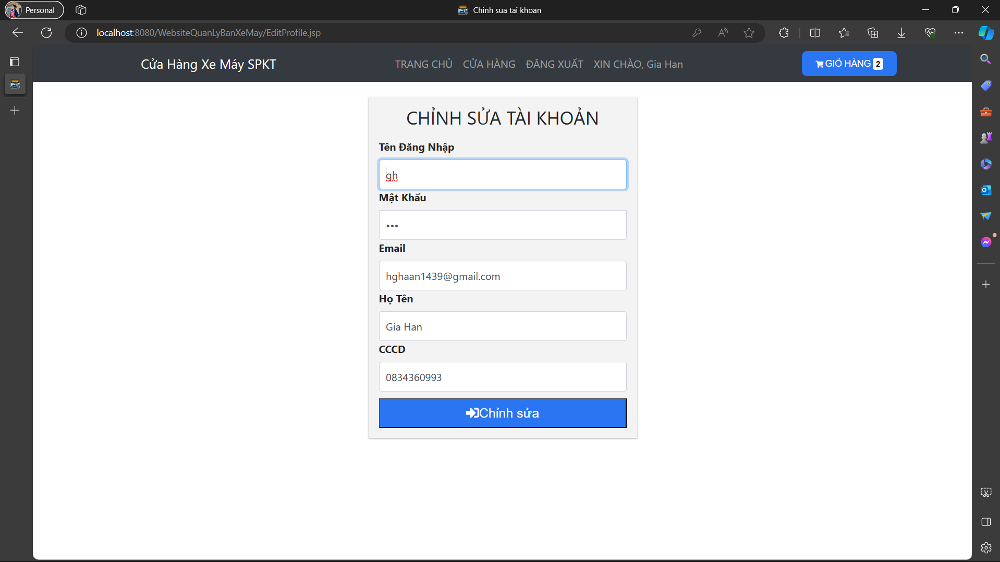 Personal
Chinh sua tai khoan
localhost:8080/WebsiteQuanLyBanXeMay/EditProfile.jsp
Cửa Hàng Xe Máy SPKT
TRANG CHỦ CỬA HÀNG ĐĂNG XUẤT XIN CHÀO, Gia Han
GIỎ HÀNG 2
CHỈNH SỬA TÀI KHOẢN
Tên Đăng Nhập
gh
Mật Khẩu
•••
Email
hghaan1439@gmail.com
Họ Tên
Gia Han
CCCD
0834360993
Chỉnh sửa